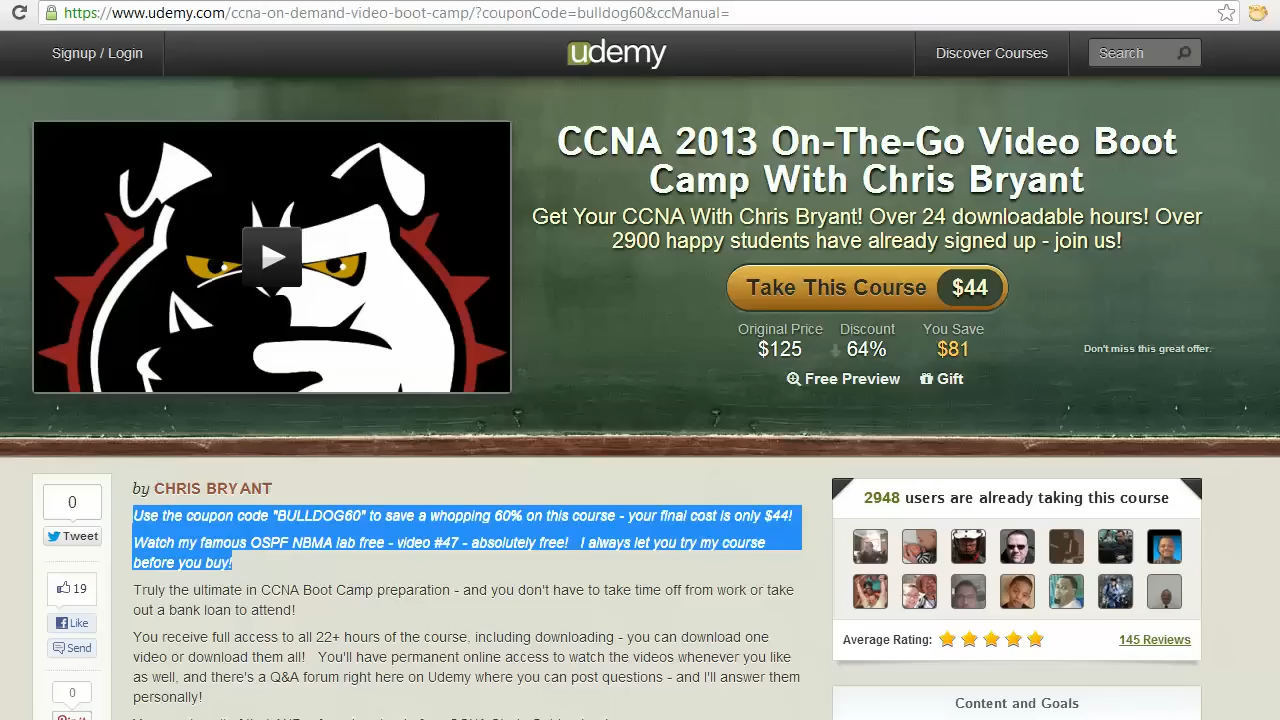 https://www.udemy.com/ccna-on-demand-video-boot-camp/?couponCode=bulldog60&ccManual=
Signup / Login
udemy
Discover Courses
Search
CCNA 2013 On-The-Go Video Boot
Camp With Chris Bryant
Get Your CCNA With Chris Bryant! Over 24 downloadable hours! Over
2900 happy students have already signed up - join us!
Take This Course $44
Original Price Discount You Save
$125 64% $81
Don't miss this great offer.
Free Preview Gift
0
Tweet
19
Like
Send
0
by CHRIS BRYANT
Use the coupon code "BULLDOG60" to save a whopping 60% on this course - your final cost is only $44!
Watch my famous OSPF NBMA lab free - video #47 - absolutely free! I always let you try my course
before you buy!
Truly the ultimate in CCNA Boot Camp preparation - and you don't have to take time off from work or take
out a bank loan to attend!
You receive full access to all 22+ hours of the course, including downloading - you can download one
video or download them all! You'll have permanent online access to watch the videos whenever you like
as well, and there's a Q&A forum right here on Udemy where you can post questions - and I'll answer them
personally!
2948 users are already taking this course
Average Rating:
145 Reviews
Content and Goals